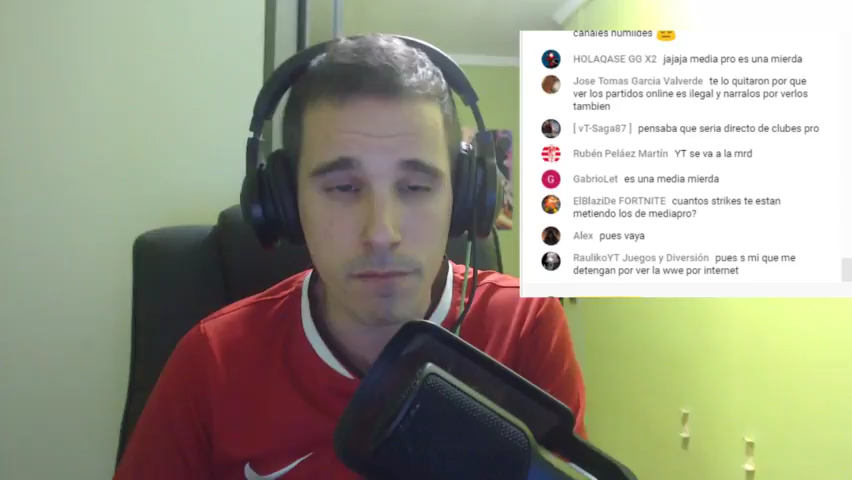 canales humildes
HOLAQASE GG X2 jajaja media pro es una mierda
Jose Tomas Garcia Valverde te lo quitaron por que
ver los partidos online es ilegal y narralos por verlos
tambien
[ vT-Saga87 ] pensaba que seria directo de clubes pro
Rubén Peláez Martín YT se va a la mrd
G GabrioLet es una media mierda
ElBlaziDe FORTNITE cuantos strikes te estan
metiendo los de mediapro?
Alex pues vaya
RaulikoYT Juegos y Diversión pues s mi que me
detengan por ver la wwe por internet